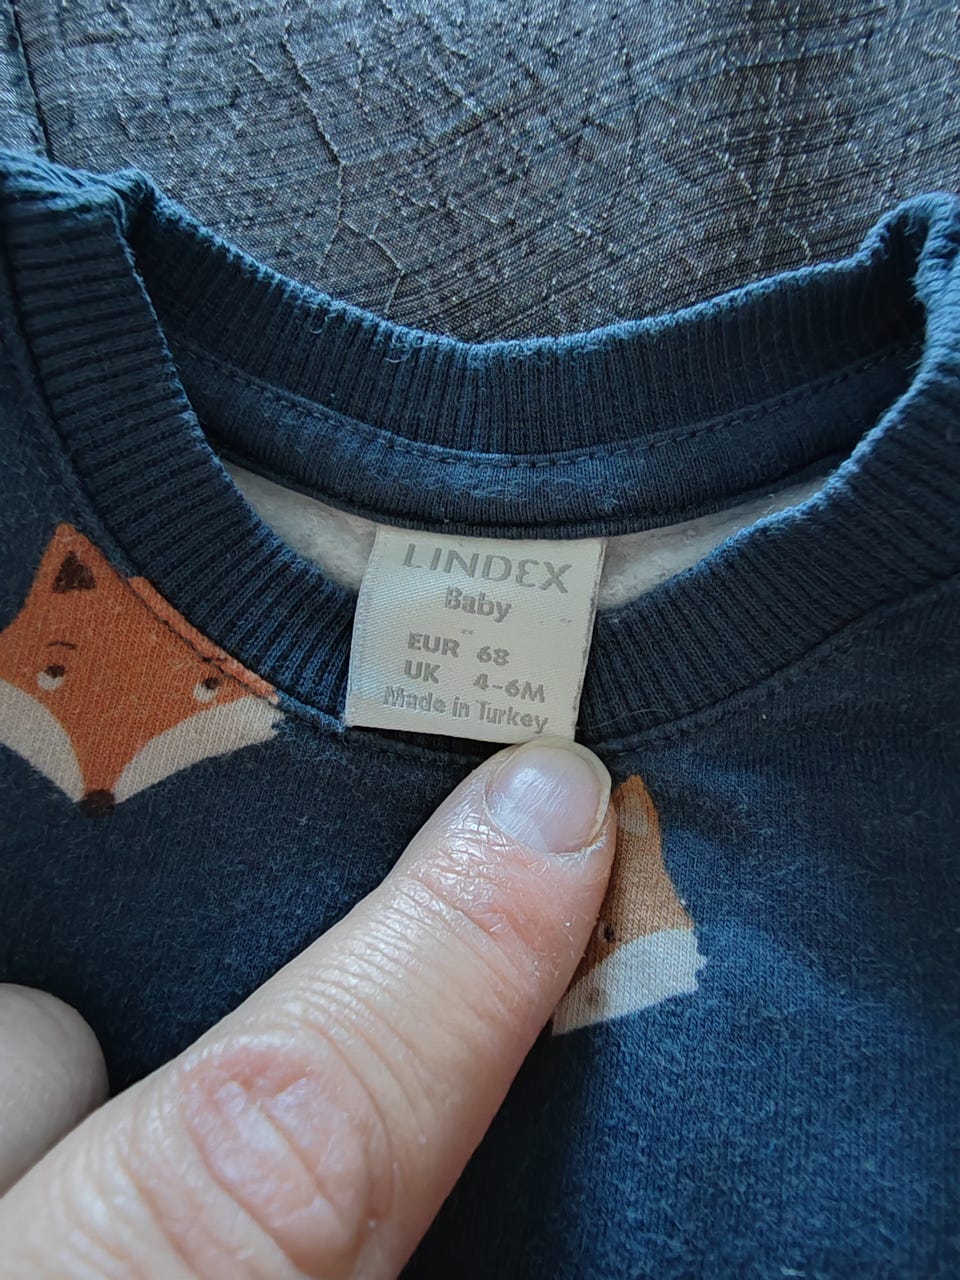 LINDEX
Baby
EUR 68
UK 4-6M
Made in Turkey